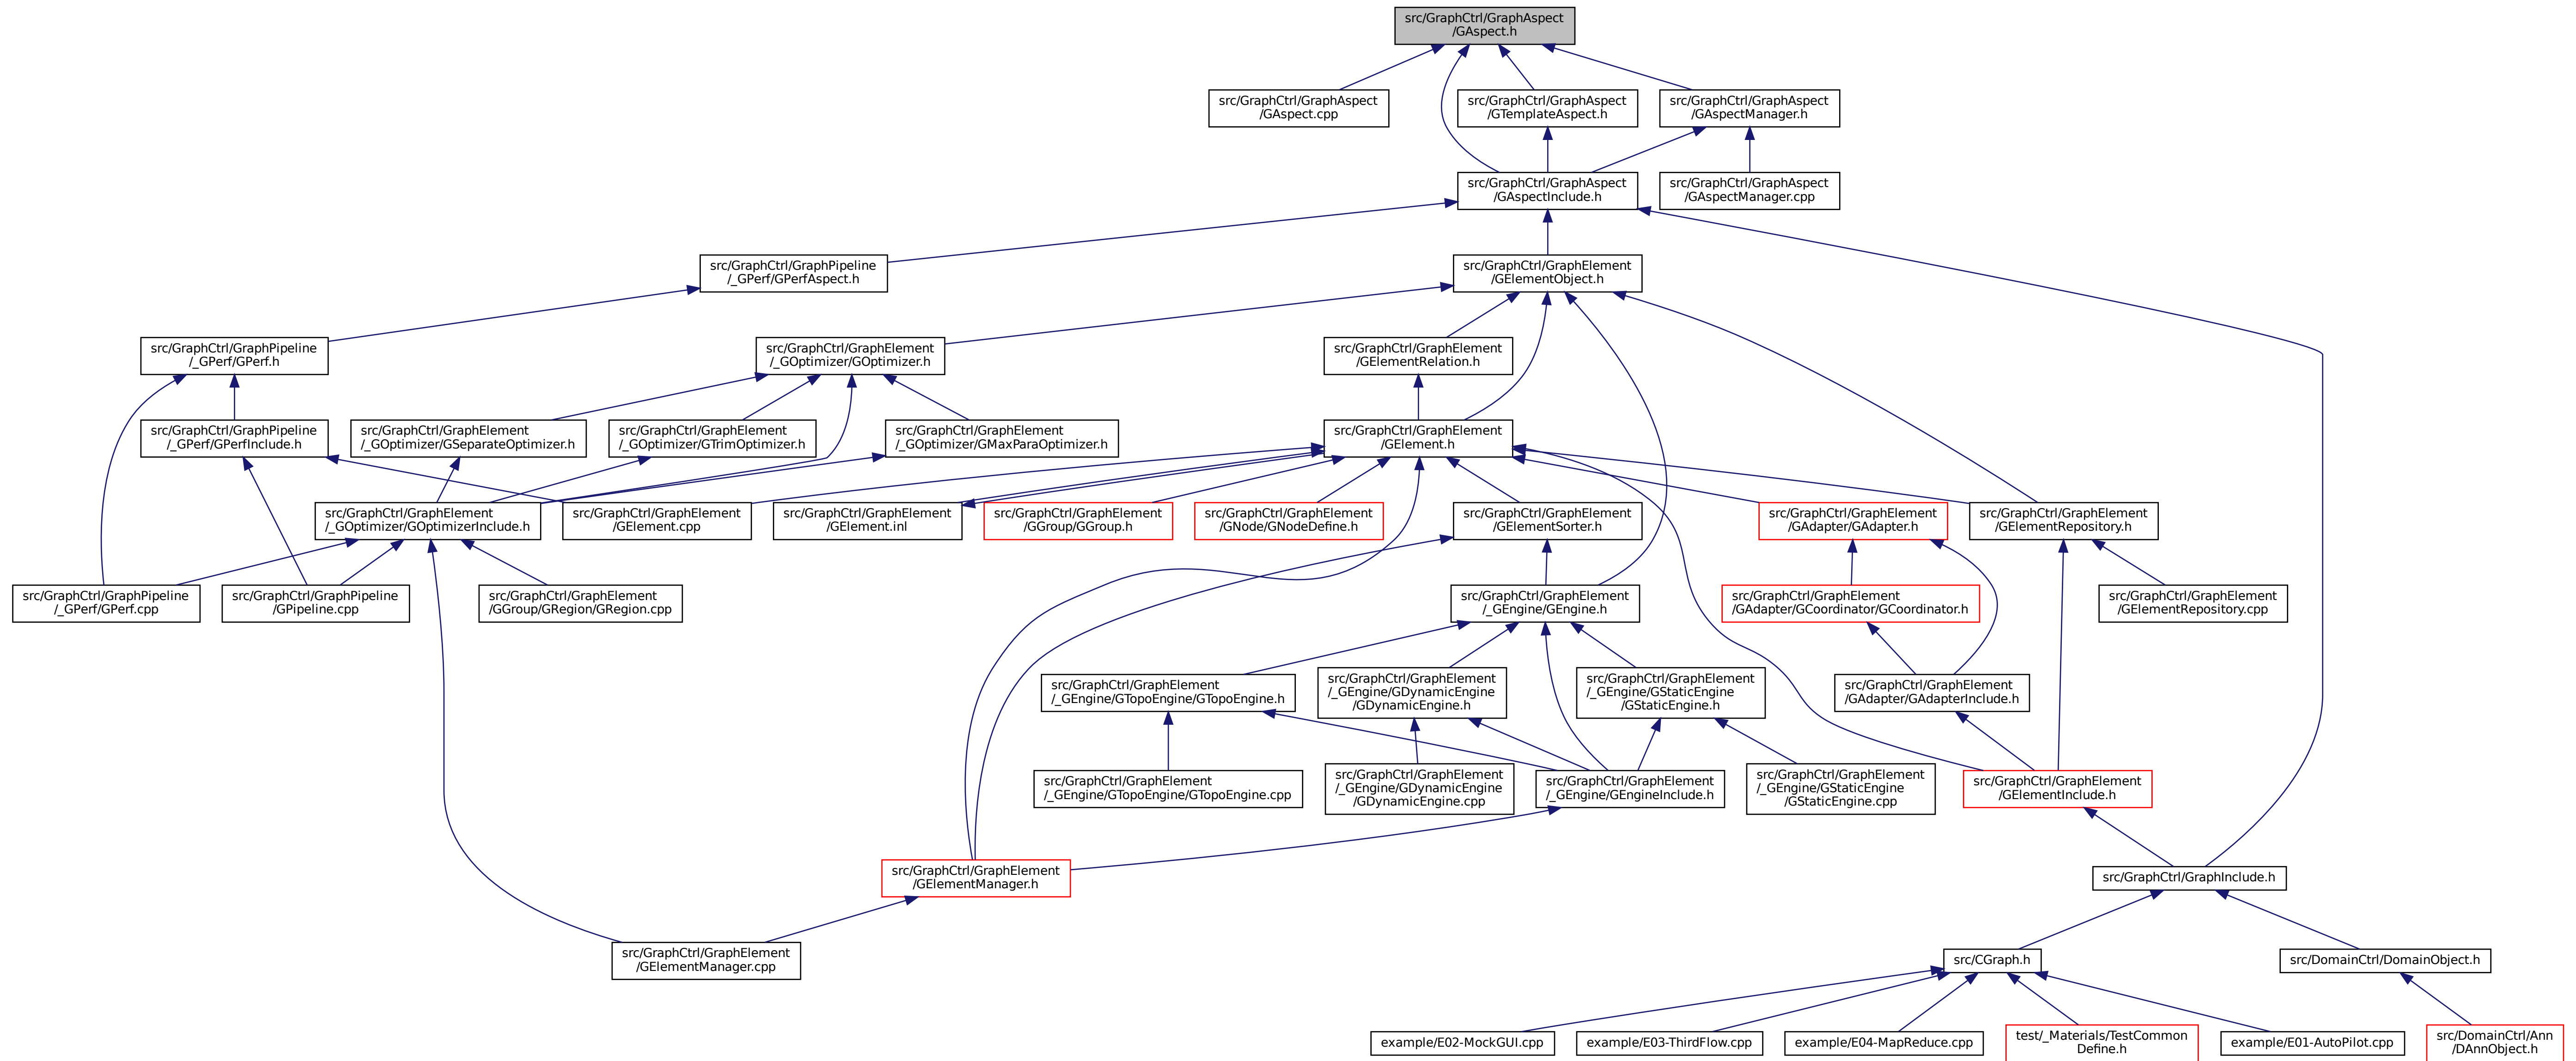 src/GraphCtrl/GraphAspect
/GAspect.h
src/GraphCtrl/GraphAspect
/GAspect.cpp
src/GraphCtrl/GraphAspect
/GTemplateAspect.h
src/GraphCtrl/GraphAspect
/GAspectManager.h
src/GraphCtrl/GraphAspect
/GAspectInclude.h
src/GraphCtrl/GraphAspect
/GAspectManager.cpp
src/GraphCtrl/GraphPipeline
/_GPerf/GPerfAspect.h
src/GraphCtrl/GraphElement
/GElementObject.h
src/GraphCtrl/GraphPipeline
/_GPerf/GPerf.h
src/GraphCtrl/GraphElement
/_GOptimizer/GOptimizer.h
src/GraphCtrl/GraphElement
/GElementRelation.h
src/GraphCtrl/GraphPipeline
/_GPerf/GPerfInclude.h
src/GraphCtrl/GraphElement
/_GOptimizer/GSeparateOptimizer.h
src/GraphCtrl/GraphElement
/_GOptimizer/GTrimOptimizer.h
src/GraphCtrl/GraphElement
/_GOptimizer/GMaxParaOptimizer.h
src/GraphCtrl/GraphElement
/GElement.h
src/GraphCtrl/GraphElement
/_GOptimizer/GOptimizerInclude.h
src/GraphCtrl/GraphElement
/GElement.cpp
src/GraphCtrl/GraphElement
/GElement.inl
src/GraphCtrl/GraphElement
/GGroup/GGroup.h
src/GraphCtrl/GraphElement
/GNode/GNodeDefine.h
src/GraphCtrl/GraphElement
/GElementSorter.h
src/GraphCtrl/GraphElement
/GAdapter/GAdapter.h
src/GraphCtrl/GraphElement
/GElementRepository.h
src/GraphCtrl/GraphPipeline
/_GPerf/GPerf.cpp
src/GraphCtrl/GraphPipeline
/GPipeline.cpp
src/GraphCtrl/GraphElement
/GGroup/GRegion/GRegion.cpp
src/GraphCtrl/GraphElement
/_GEngine/GEngine.h
src/GraphCtrl/GraphElement
/GAdapter/GCoordinator/GCoordinator.h
src/GraphCtrl/GraphElement
/GElementRepository.cpp
src/GraphCtrl/GraphElement
/_GEngine/GTopoEngine/GTopoEngine.h
src/GraphCtrl/GraphElement
/_GEngine/GDynamicEngine
/GDynamicEngine.h
src/GraphCtrl/GraphElement
/_GEngine/GStaticEngine
/GStaticEngine.h
src/GraphCtrl/GraphElement
/GAdapter/GAdapterInclude.h
src/GraphCtrl/GraphElement
/_GEngine/GTopoEngine/GTopoEngine.cpp
src/GraphCtrl/GraphElement
/_GEngine/GDynamicEngine
/GDynamicEngine.cpp
src/GraphCtrl/GraphElement
/_GEngine/GEngineInclude.h
src/GraphCtrl/GraphElement
/_GEngine/GStaticEngine
/GStaticEngine.cpp
src/GraphCtrl/GraphElement
/GElementInclude.h
src/GraphCtrl/GraphElement
/GElementManager.h
src/GraphCtrl/GraphInclude.h
src/GraphCtrl/GraphElement
/GElementManager.cpp
src/CGraph.h
src/DomainCtrl/DomainObject.h
example/E02-MockGUI.cpp
example/E03-ThirdFlow.cpp
example/E04-MapReduce.cpp
test/_Materials/TestCommon
Define.h
example/E01-AutoPilot.cpp
src/DomainCtrl/Ann
/DAnnObject.h